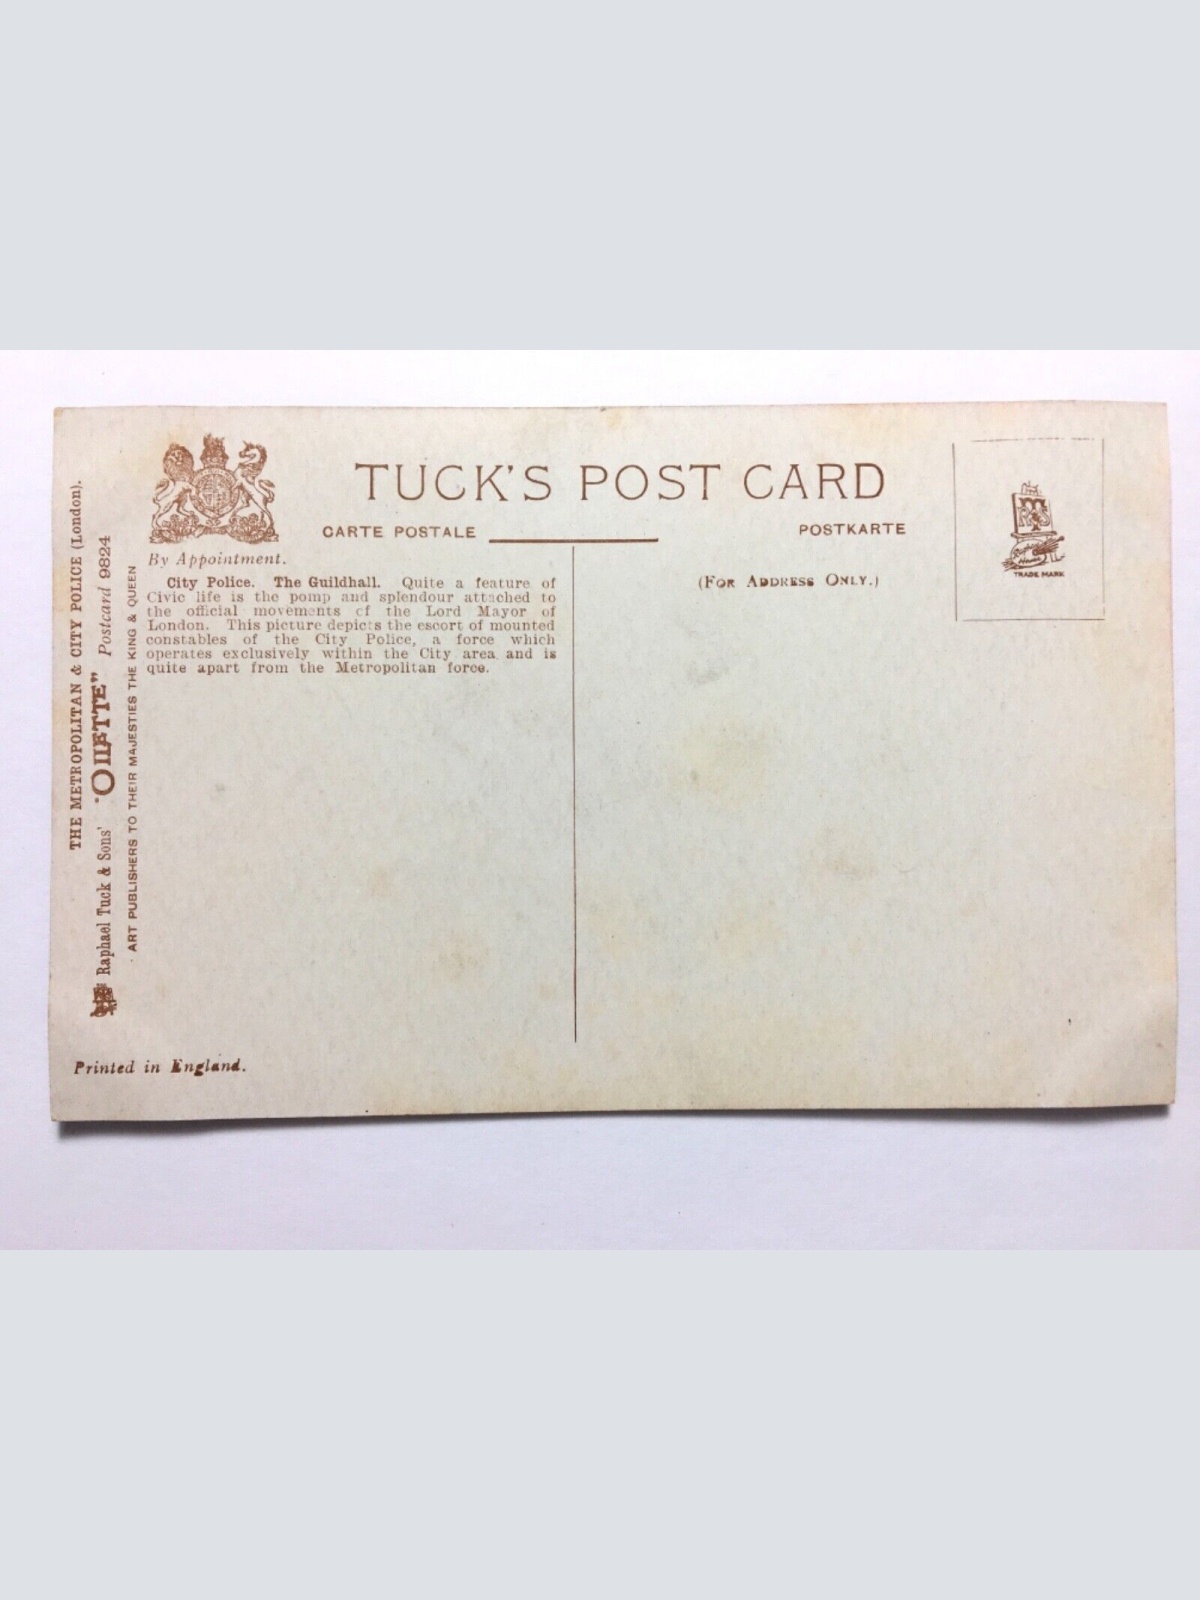 THE METROPOLITAN & CITY POLICE (London).
Raphael Tuck & Sons' "OILETTE" Postcard 9824
ART PUBLISHERS TO THEIR MAJESTIES THE KING & QUEEN
By Appointment.
TUCK'S POST CARD
CARTE POSTALE
POSTKARTE
City Police. The Guildhall. Quite a feature of
Civic life is the pomp and splendour attached to
the official movements of the Lord Mayor of
London. This picture depicts the escort of mounted
constables of the City Police, a force which
operates exclusively within the City area and is
quite apart from the Metropolitan force.
(FOR ADDRESS ONLY.)
TRADE MARK
Printed in England.